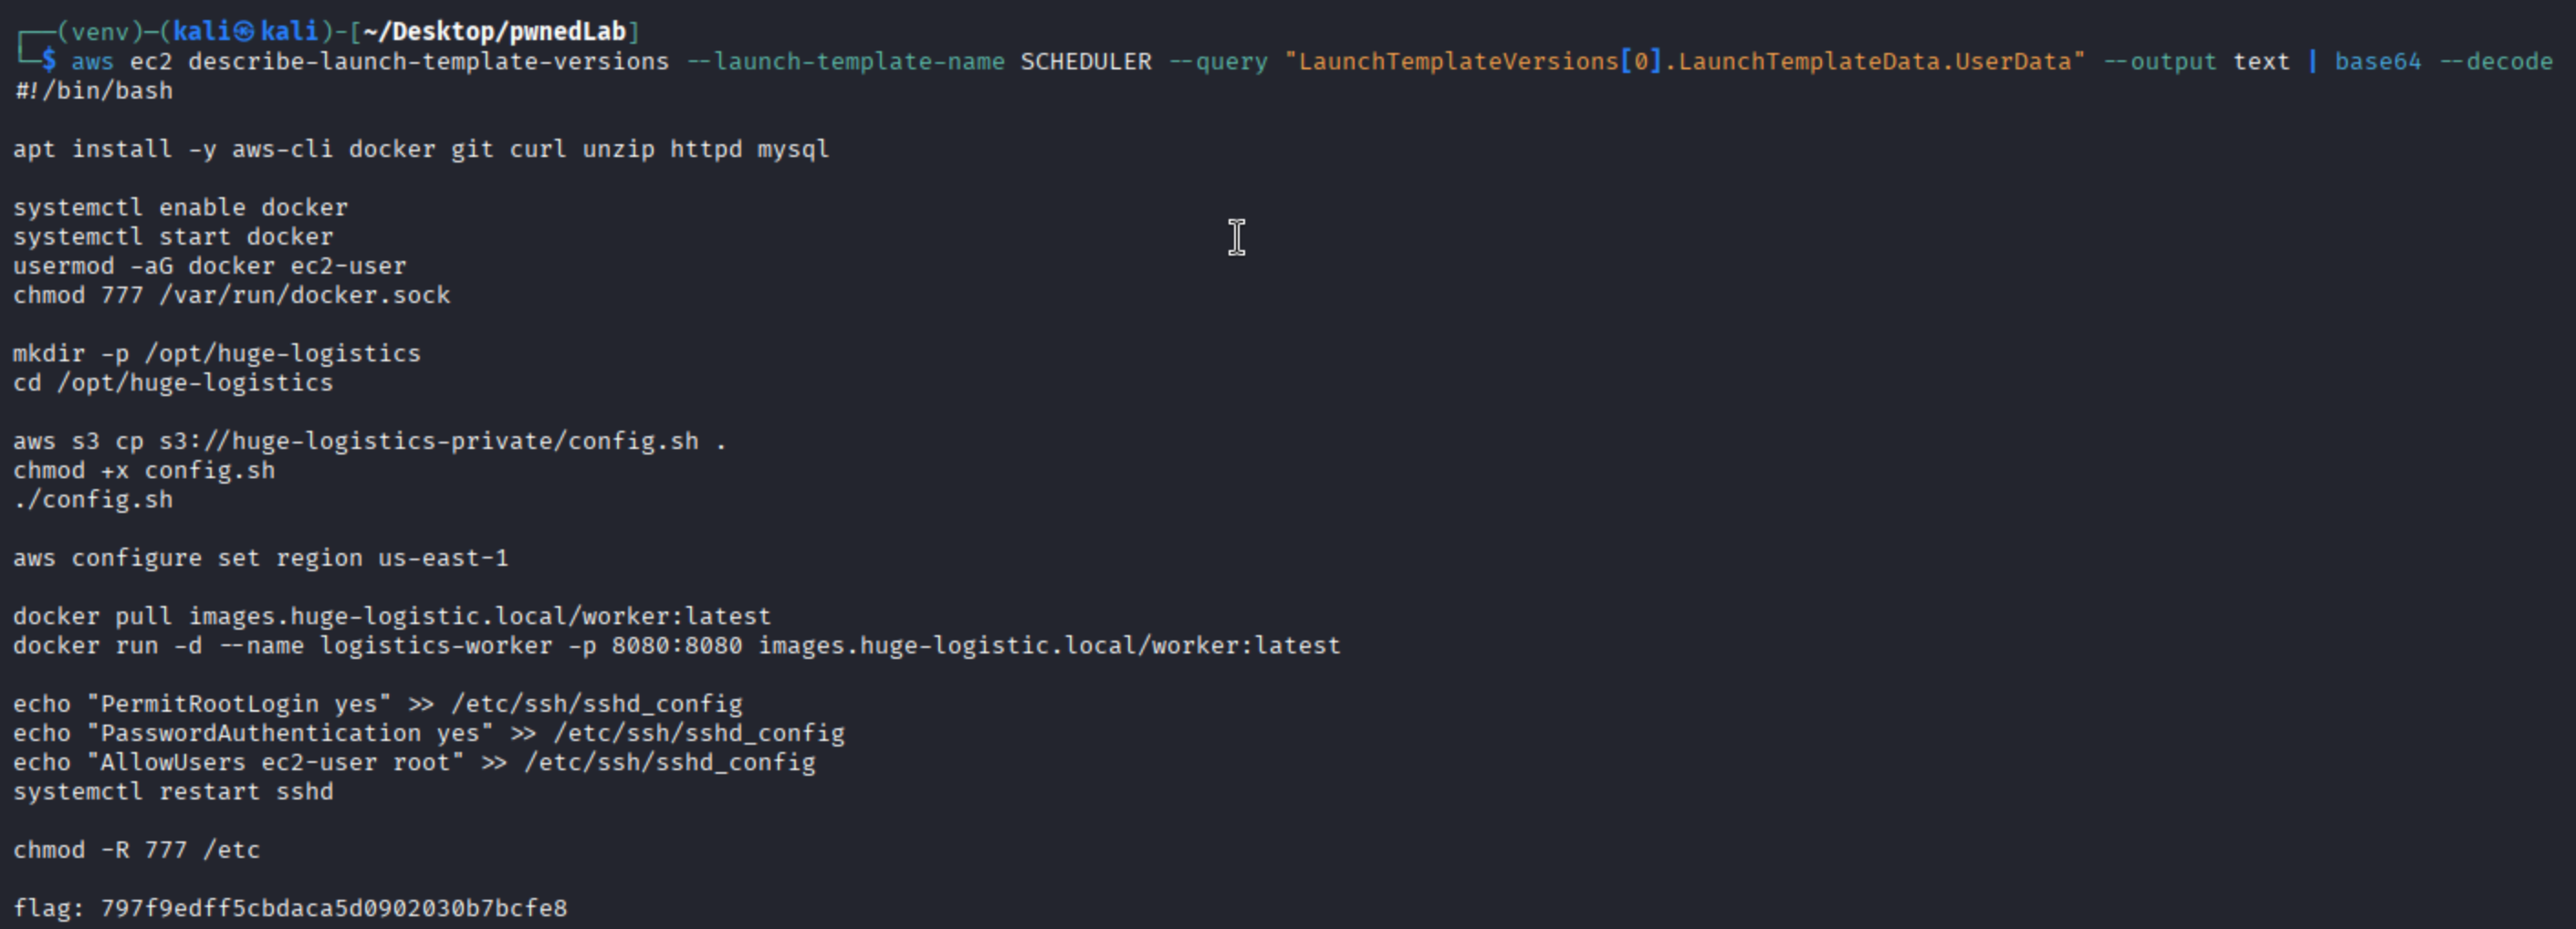 ┌──(venv)─(kali㉿kali)-[~/Desktop/pwnedLab]
└─$ aws ec2 describe-launch-template-versions --launch-template-name SCHEDULER --query "LaunchTemplateVersions[0].LaunchTemplateData.UserData" --output text | base64 --decode
#!/bin/bash

apt install -y aws-cli docker git curl unzip httpd mysql

systemctl enable docker
systemctl start docker
usermod -aG docker ec2-user
chmod 777 /var/run/docker.sock

mkdir -p /opt/huge-logistics
cd /opt/huge-logistics

aws s3 cp s3://huge-logistics-private/config.sh .
chmod +x config.sh
./config.sh

aws configure set region us-east-1

docker pull images.huge-logistic.local/worker:latest
docker run -d --name logistics-worker -p 8080:8080 images.huge-logistic.local/worker:latest

echo "PermitRootLogin yes" >> /etc/ssh/sshd_config
echo "PasswordAuthentication yes" >> /etc/ssh/sshd_config
echo "AllowUsers ec2-user root" >> /etc/ssh/sshd_config
systemctl restart sshd

chmod -R 777 /etc

flag: 797f9edff5cbdaca5d0902030b7bcfe8